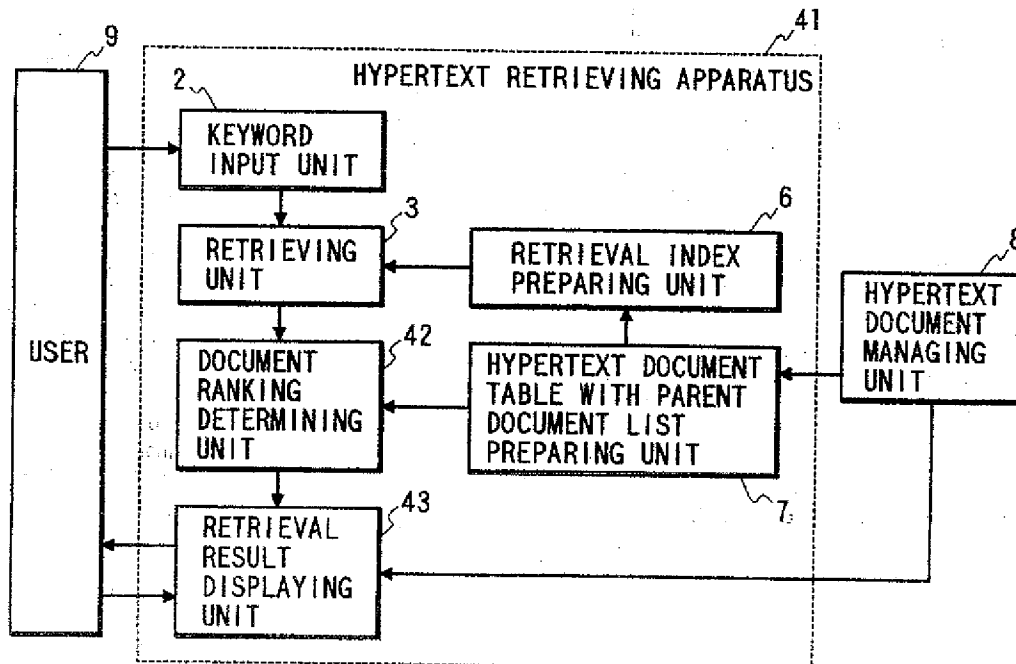 9
41
HYPERTEXT RETRIEVING APPARATUS
2
KEYWORD
INPUT UNIT
3
RETRIEVING
UNIT
6
RETRIEVAL INDEX
PREPARING UNIT
8
HYPERTEXT
DOCUMENT
MANAGING
UNIT
USER
42
DOCUMENT
RANKING
DETERMINING
UNIT
HYPERTEXT DOCUMENT
TABLE WITH PARENT
DOCUMENT LIST
PREPARING UNIT
7
43
RETRIEVAL
RESULT
DISPLAYING
UNIT